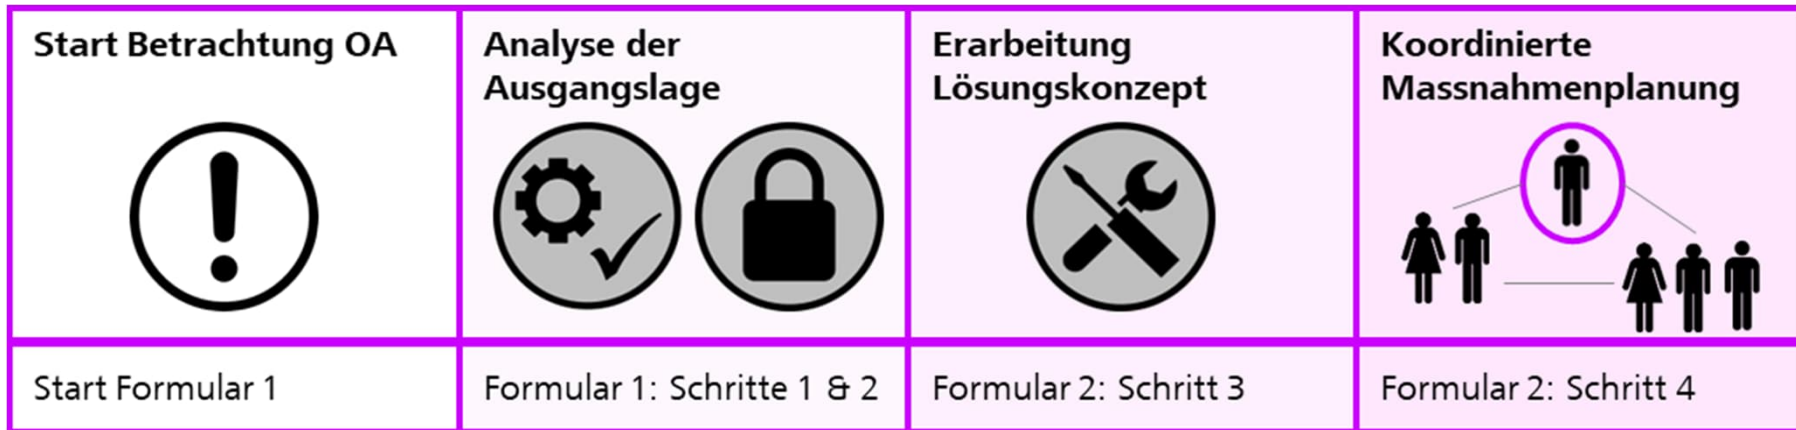 Start Betrachtung OA
Analyse der
Ausgangslage
Erarbeitung
Lösungskonzept
Koordinierte
Massnahmenplanung
Start Formular 1
Formular 1: Schritte 1 & 2
Formular 2: Schritt 3
Formular 2: Schritt 4